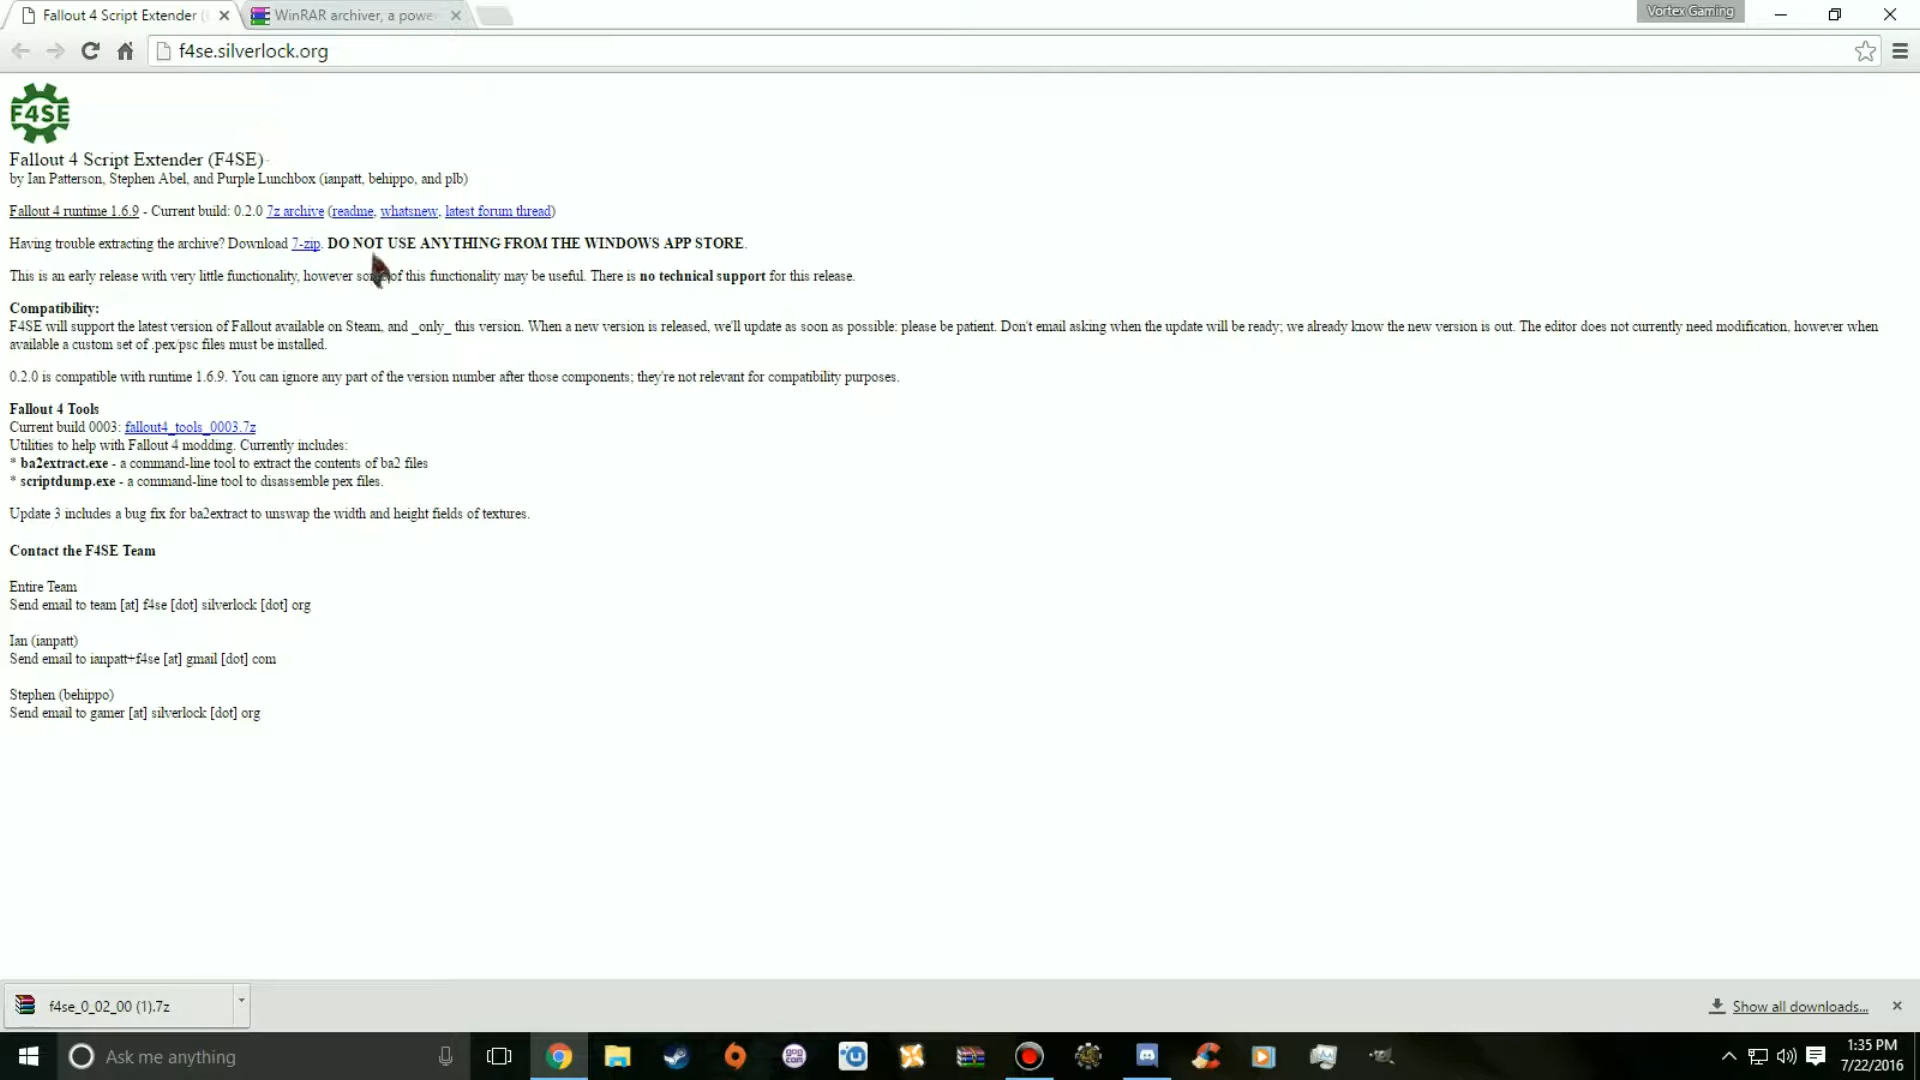 Fallout 4 Script Extender (
WinRAR archiver, a powe
Vortex Gaming
f4se.silverlock.org
F4SE
Fallout 4 Script Extender (F4SE)
by Ian Patterson, Stephen Abel, and Purple Lunchbox (ianpatt, behippo, and plb)
Fallout 4 runtime 1.6.9 - Current build: 0.2.0 7z archive (readme, whatsnew, latest forum thread)
Having trouble extracting the archive? Download 7-zip. DO NOT USE ANYTHING FROM THE WINDOWS APP STORE.
This is an early release with very little functionality, however some of this functionality may be useful. There is no technical support for this release.
Compatibility:
F4SE will support the latest version of Fallout available on Steam, and _only_ this version. When a new version is released, we'll update as soon as possible: please be patient. Don't email asking when the update will be ready; we already know the new version is out. The editor does not currently need modification, however when
available a custom set of .pex/psc files must be installed.
0.2.0 is compatible with runtime 1.6.9. You can ignore any part of the version number after those components; they're not relevant for compatibility purposes.
Fallout 4 Tools
Current build 0003: fallout4_tools_0003.7z
Utilities to help with Fallout 4 modding. Currently includes:
* ba2extract.exe - a command-line tool to extract the contents of ba2 files
* scriptdump.exe - a command-line tool to disassemble pex files.
Update 3 includes a bug fix for ba2extract to unswap the width and height fields of textures.
Contact the F4SE Team
Entire Team
Send email to team [at] f4se [dot] silverlock [dot] org
Ian (ianpatt)
Send email to ianpatt+f4se [at] gmail [dot] com
Stephen (behippo)
Send email to gamer [at] silverlock [dot] org
f4se_0_02_00 (1).7z
Show all downloads...
Ask me anything
gog
com
1:35 PM
7/22/2016